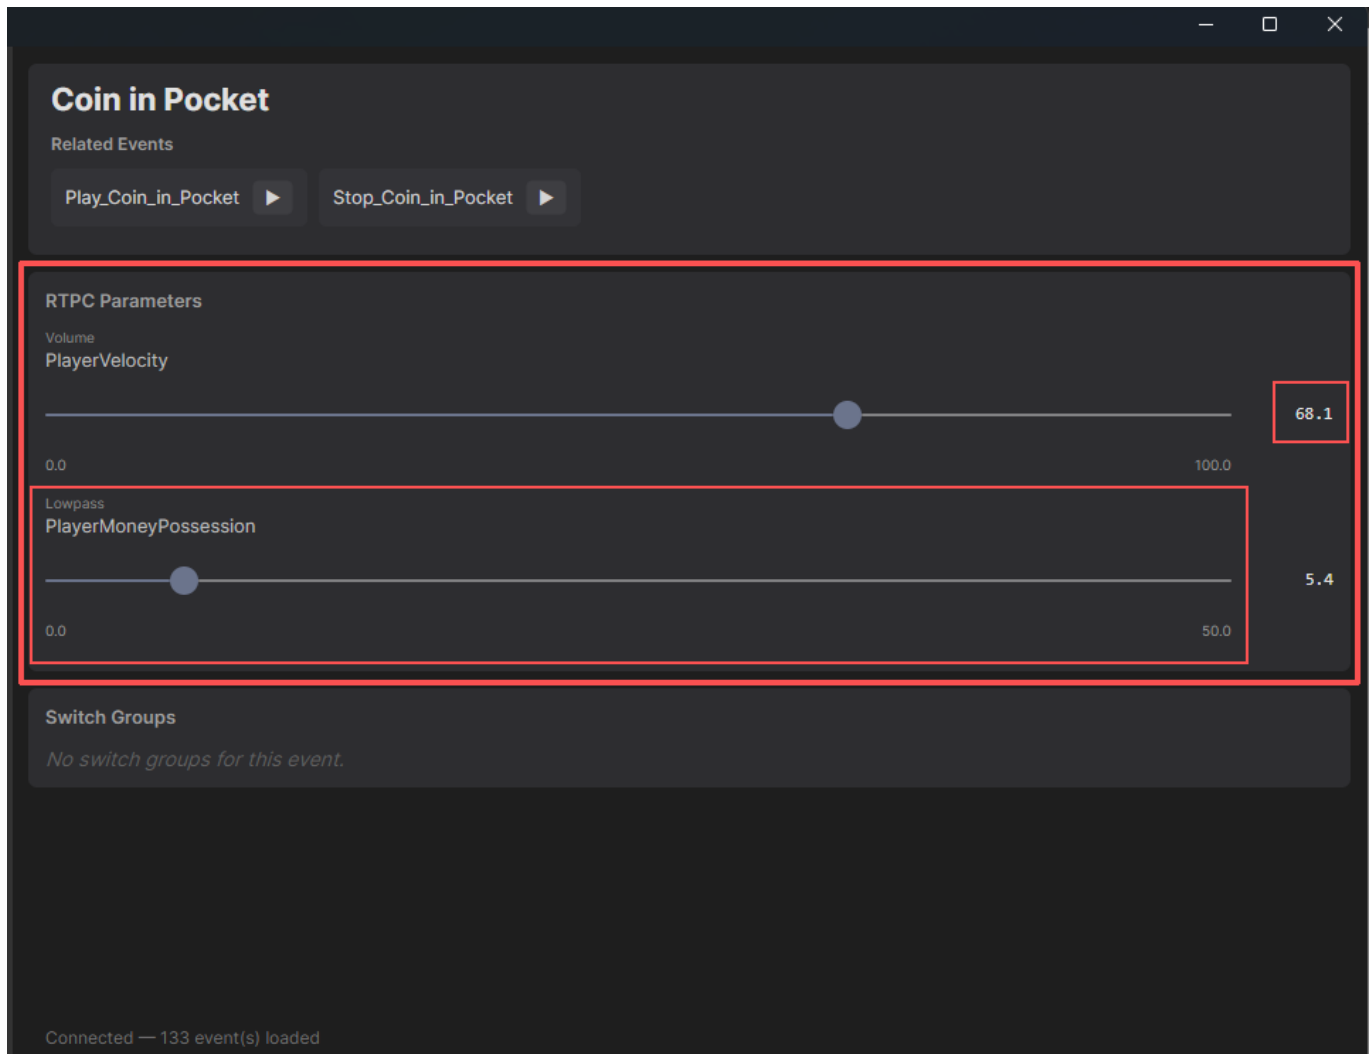 Coin in Pocket
Related Events
Play_Coin_in_Pocket
Stop_Coin_in_Pocket
RTPC Parameters
Volume
PlayerVelocity
68.1
0.0 100.0
Lowpass
PlayerMoneyPossession
5.4
0.0 50.0
Switch Groups
No switch groups for this event.
Connected — 133 event(s) loaded